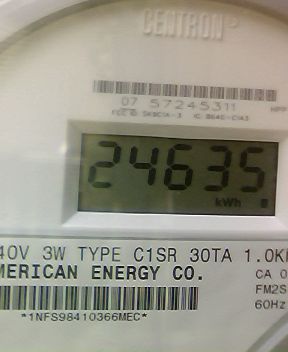 CENTRON
07 57245311
24635
kWh
40V 3W TYPE C1SR 30TA 1.0K
MERICAN ENERGY CO.
CA 0
FM2S
60Hz
*1NFS98410366MEC*